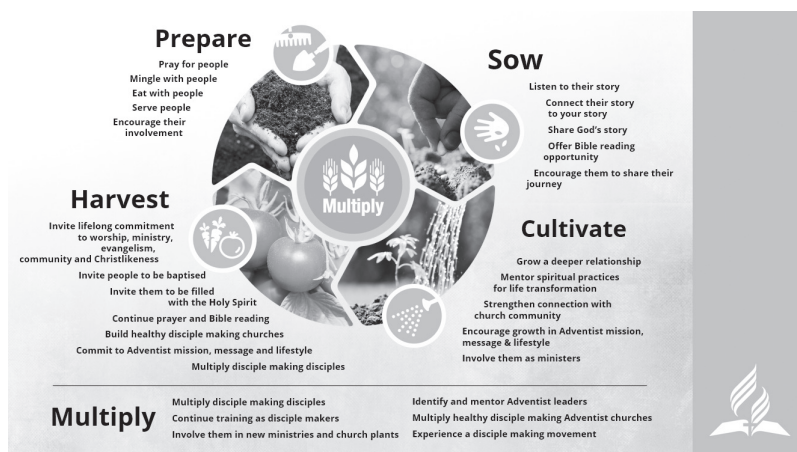 Prepare
Pray for people
Mingle with people
Eat with people
Serve people
Encourage their
involvement
Sow
Listen to their story
Connect their story
to your story
Share God's story
Offer Bible reading
opportunity
Encourage them to share their
journey
Multiply
Cultivate
Grow a deeper relationship
Mentor spiritual practices
for life transformation
Strengthen connection with
church community
Encourage growth in Adventist mission,
message & lifestyle
Involve them as ministers
Harvest
Invite lifelong commitment
to worship, ministry,
evangelism,
community and Christlikeness
Invite people to be baptised
Invite them to be filled
with the Holy Spirit
Continue prayer and Bible reading
Build healthy disciple making churches
Commit to Adventist mission, message and lifestyle
Multiply disciple making disciples
Multiply
Multiply disciple making disciples
Continue training as disciple makers
Involve them in new ministries and church plants
Identify and mentor Adventist leaders
Multiply healthy disciple making Adventist churches
Experience a disciple making movement